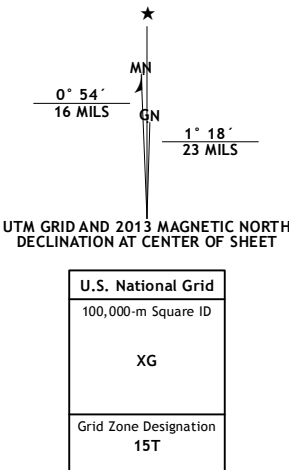 ★
MN
0° 54´
16 MILS
GN
1° 18´
23 MILS
UTM GRID AND 2013 MAGNETIC NORTH
DECLINATION AT CENTER OF SHEET
U.S. National Grid
100,000-m Square ID
XG
Grid Zone Designation
15T